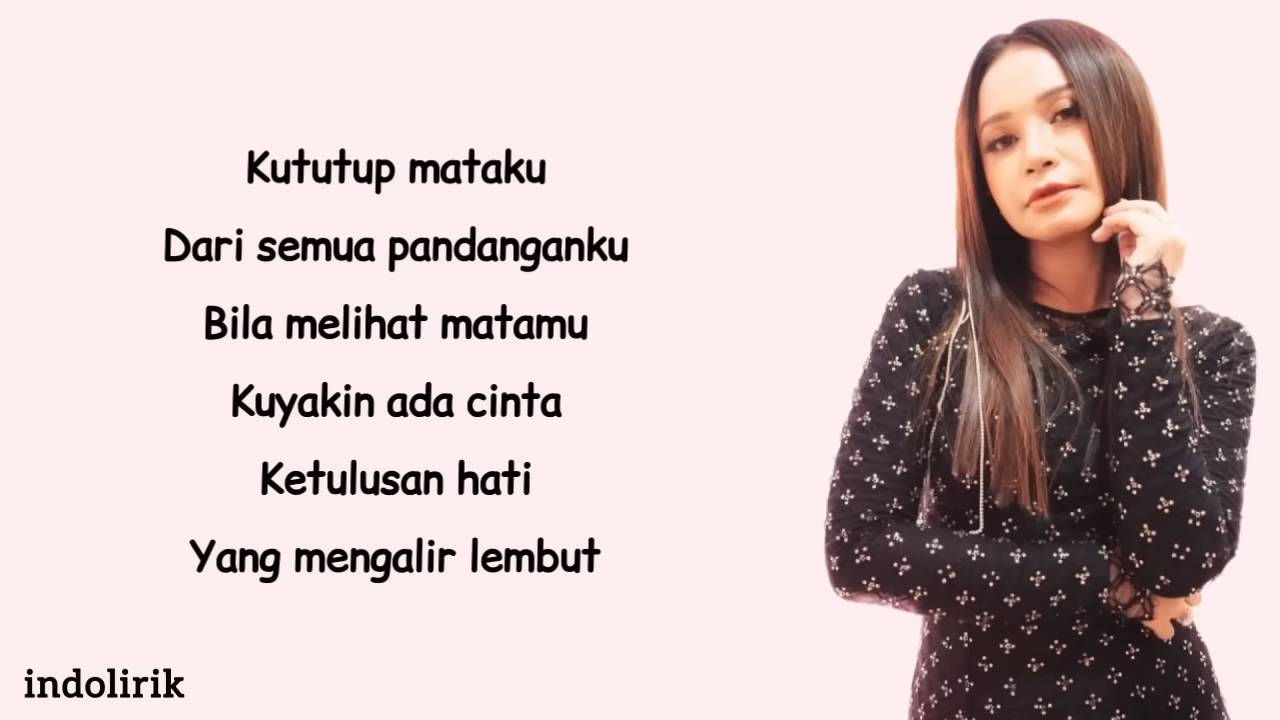 Kututup mataku
Dari semua pandanganku
Bila melihat matamu
Kuyakin ada cinta
Ketulusan hati
Yang mengalir lembut
indolirik